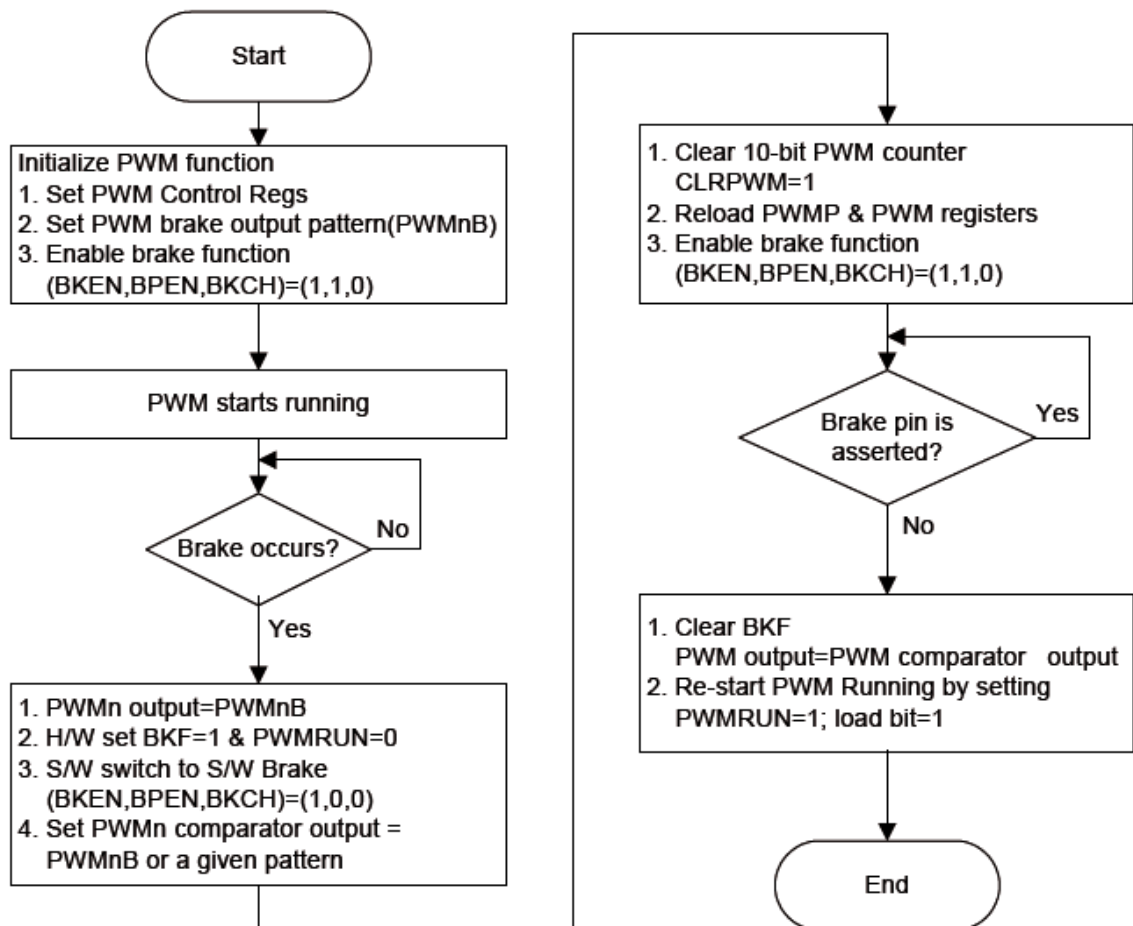 Start
Initialize PWM function
1. Set PWM Control Regs
2. Set PWM brake output pattern(PWMnB)
3. Enable brake function
(BKEN,BPEN,BKCH)=(1,1,0)
PWM starts running
No
Brake occurs?
Yes
1. PWMn output=PWMnB
2. H/W set BKF=1 & PWMRUN=0
3. S/W switch to S/W Brake
(BKEN,BPEN,BKCH)=(1,0,0)
4. Set PWMn comparator output =
PWMnB or a given pattern
1. Clear 10-bit PWM counter
CLRPWM=1
2. Reload PWMP & PWM registers
3. Enable brake function
(BKEN,BPEN,BKCH)=(1,1,0)
Brake pin is
asserted?
Yes
No
1. Clear BKF
PWM output=PWM comparator output
2. Re-start PWM Running by setting
PWMRUN=1; load bit=1
End